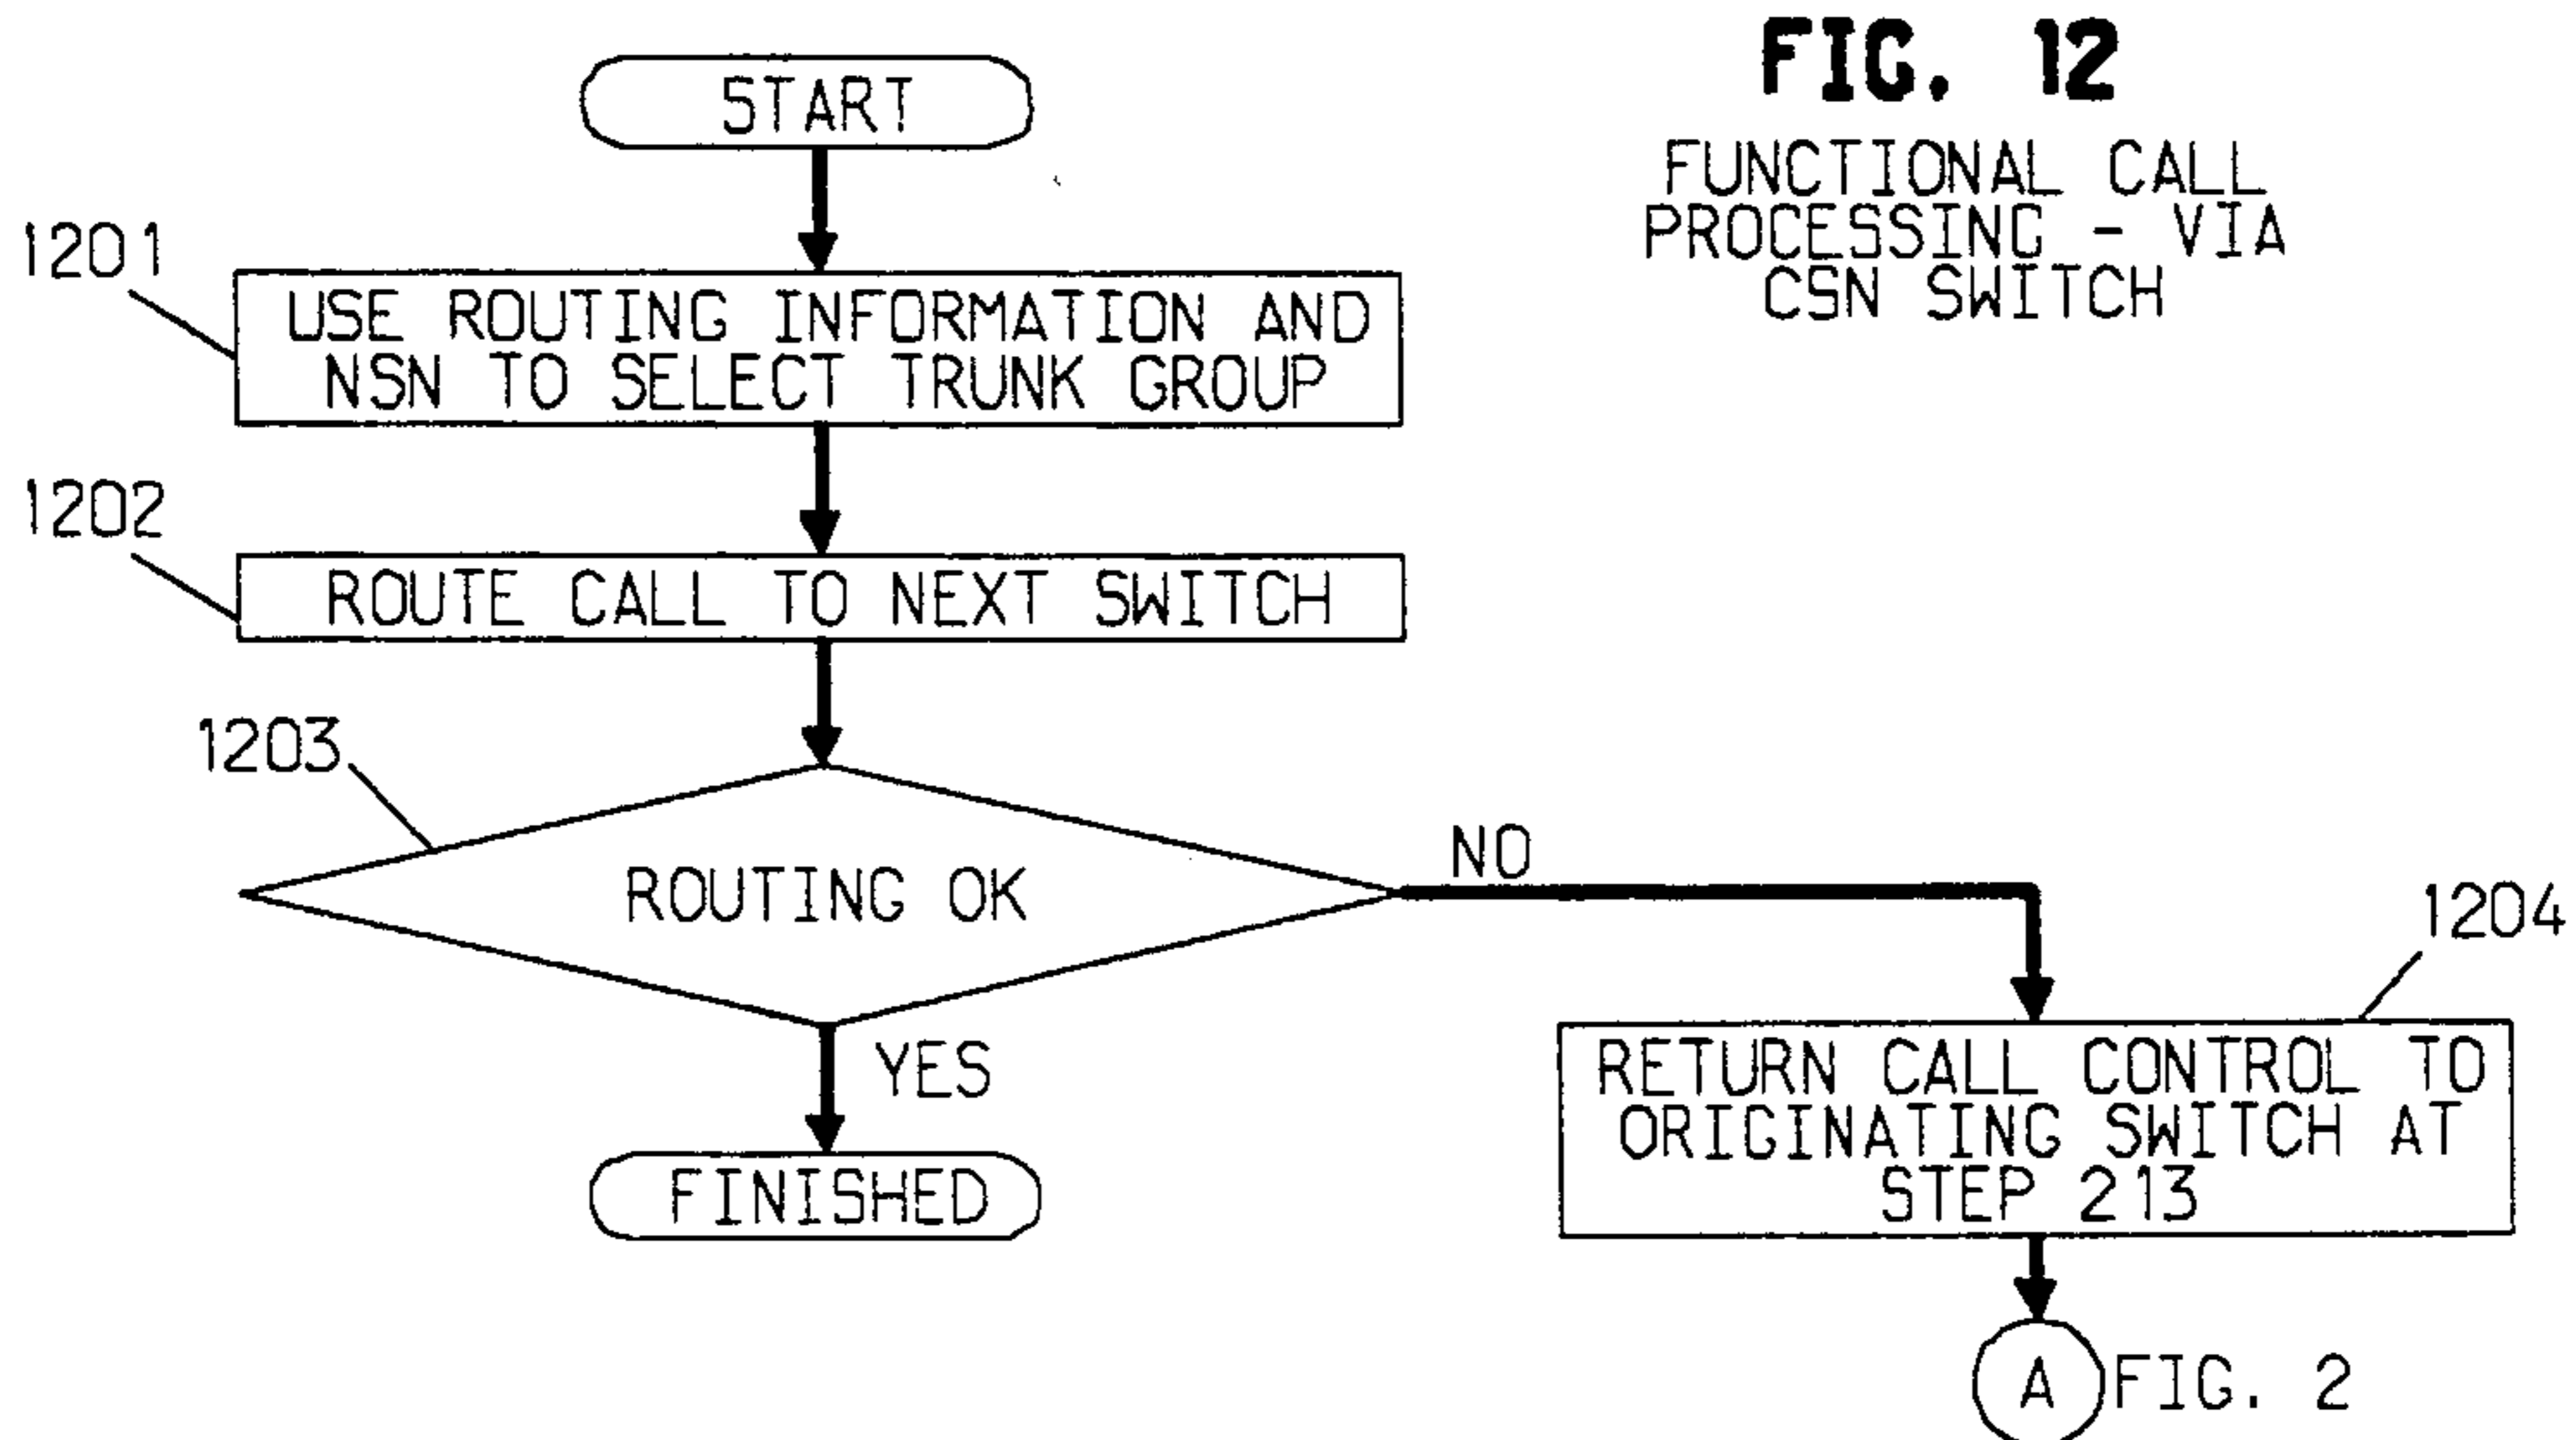 FIG. 12
FUNCTIONAL CALL
PROCESSING - VIA
CSN SWITCH
START
1201
USE ROUTING INFORMATION AND
NSN TO SELECT TRUNK GROUP
1202
ROUTE CALL TO NEXT SWITCH
1203
ROUTING OK
NO
YES
FINISHED
1204
RETURN CALL CONTROL TO
ORIGINATING SWITCH AT
STEP 213
A FIG. 2